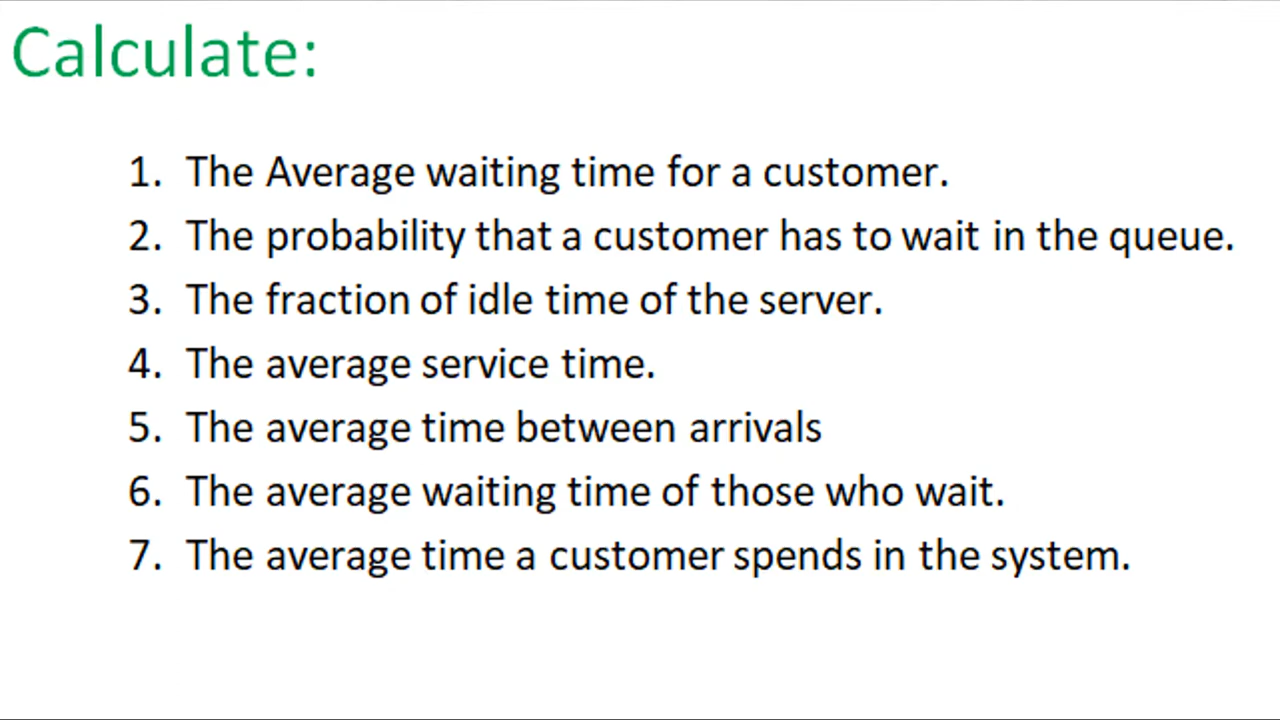 Calculate:
1. The Average waiting time for a customer.
2. The probability that a customer has to wait in the queue.
3. The fraction of idle time of the server.
4. The average service time.
5. The average time between arrivals
6. The average waiting time of those who wait.
7. The average time a customer spends in the system.